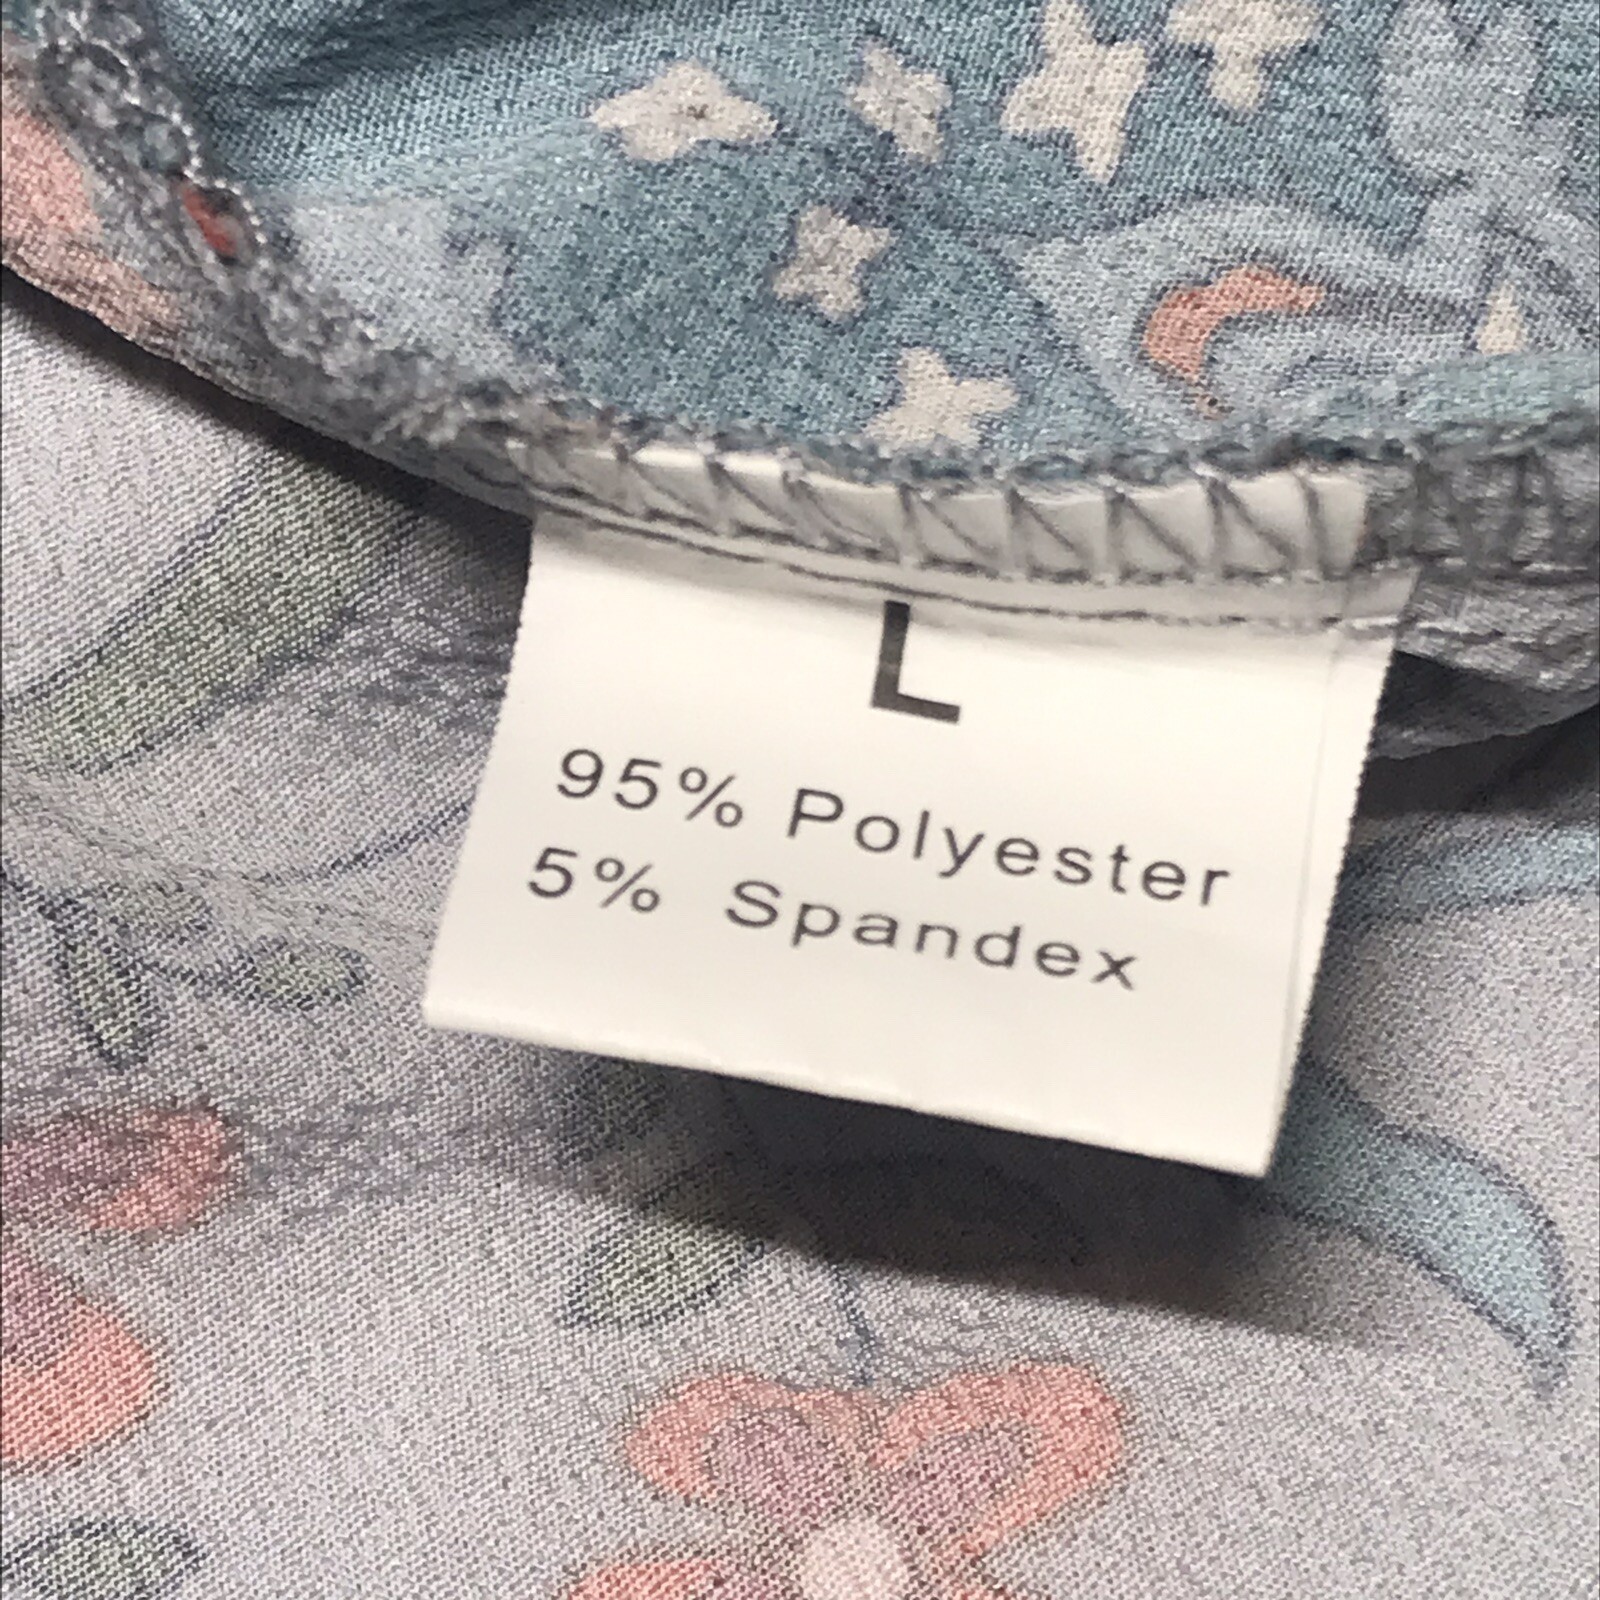 L
95% Polyester
5% Spandex